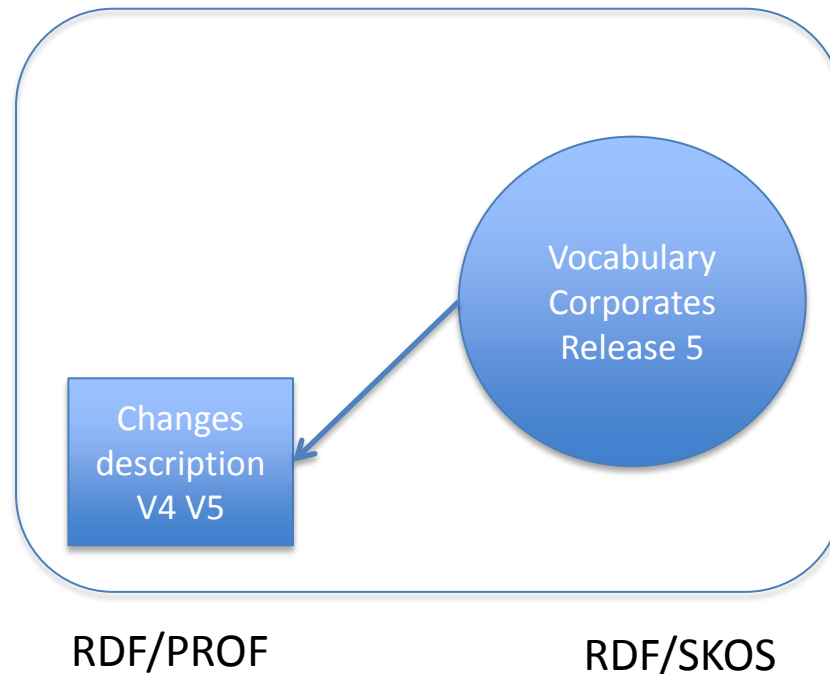 Vocabulary
Corporates
Release 5
Changes
description
V4 V5
RDF/PROF
RDF/SKOS